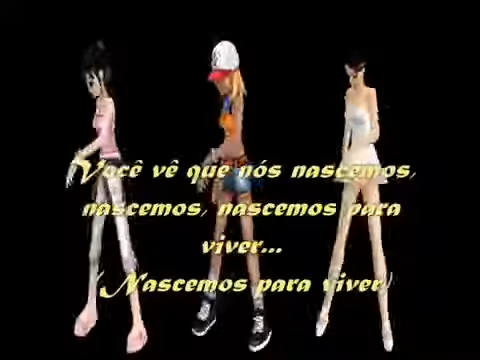 Você vê que nós nascemos,
nascemos, nascemos para
viver...
(Nascemos para viver)